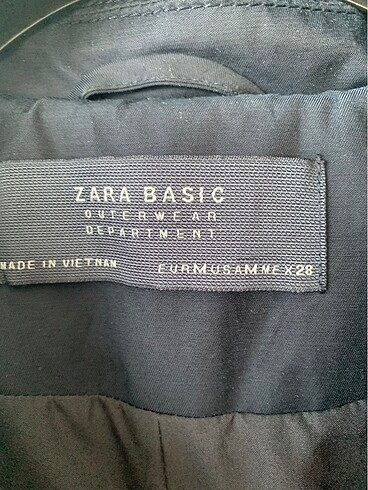 ZARA BASIC
OUTERWEAR
DEPARTMENT
MADE IN VIETNAM EUR M USA M MEX 28